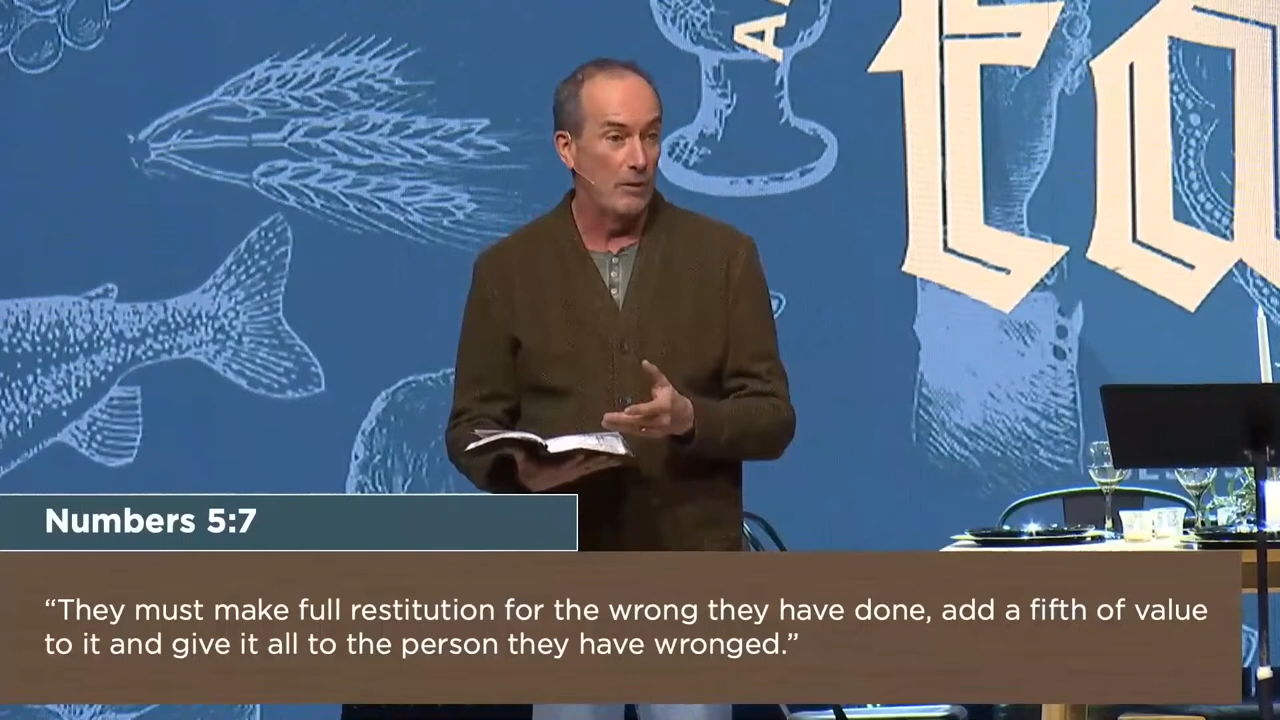 Numbers 5:7
“They must make full restitution for the wrong they have done, add a fifth of value
to it and give it all to the person they have wronged.”